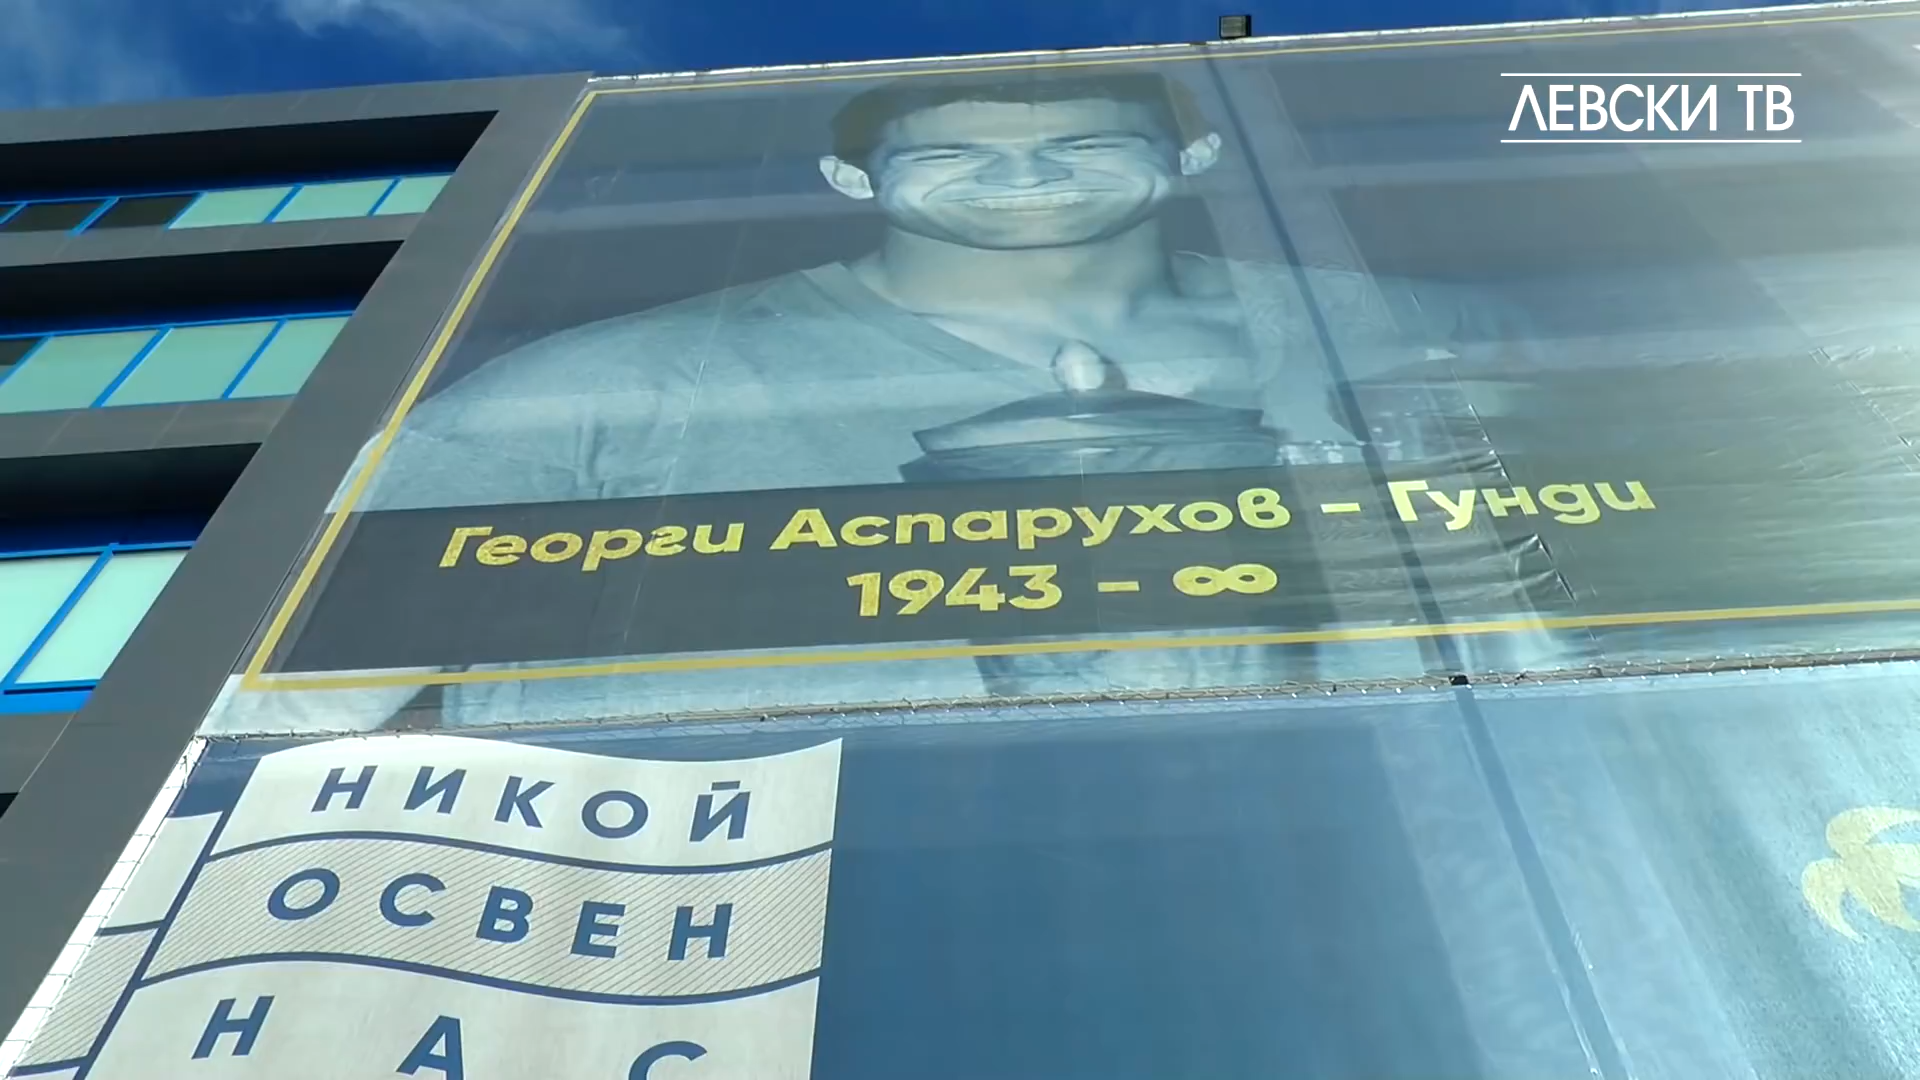 ЛЕВСКИ ТВ
Георги Аспарухов - Гунди
1943 - ∞
НИКОЙ
ОСВЕН
НАС